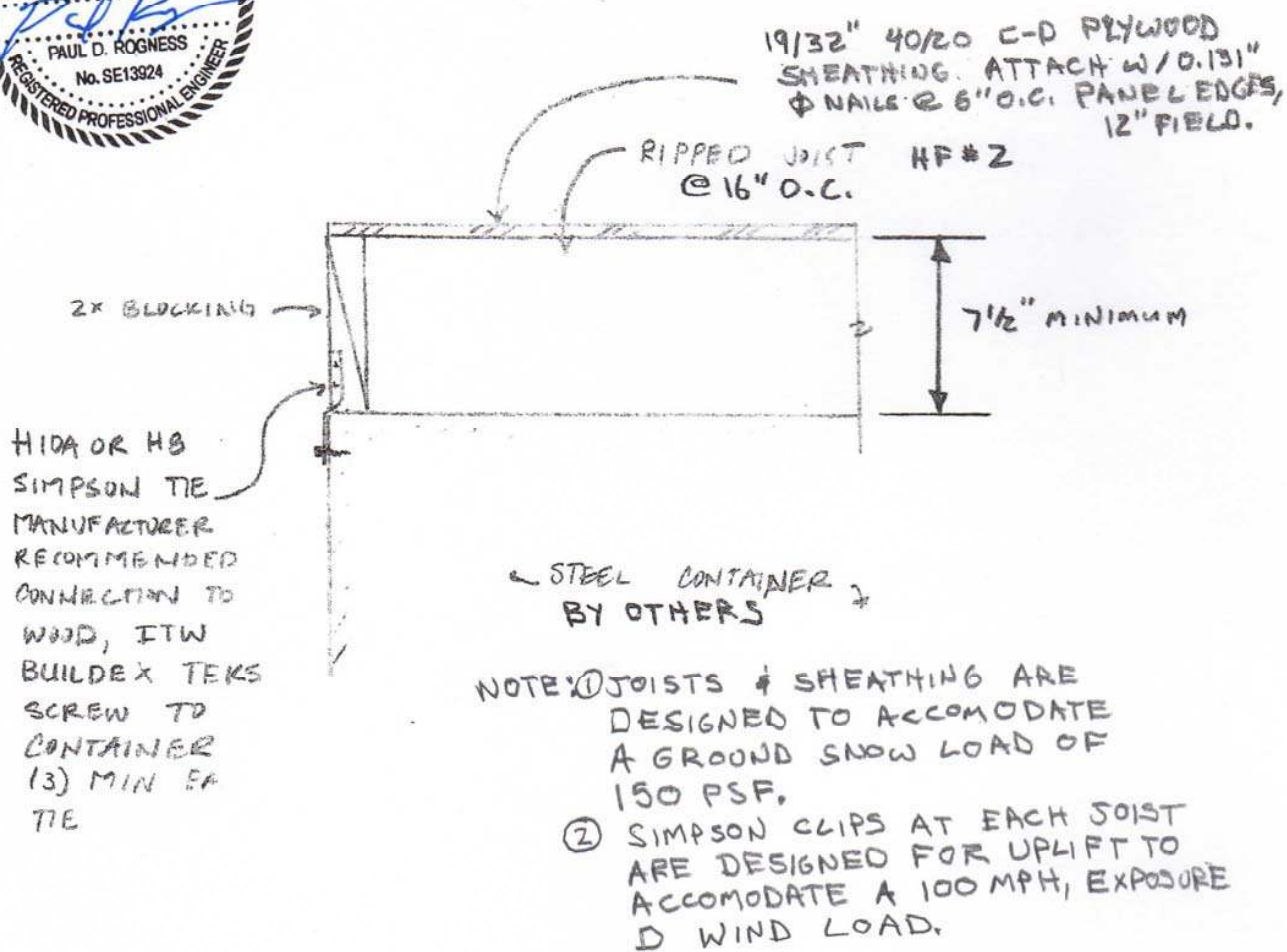 PAUL D. ROGNESS
No. SE13924
REGISTERED PROFESSIONAL ENGINEER
19/32" 40/20 C-D PLYWOOD
SHEATHING. ATTACH W/ 0.131"
Φ NAILS @ 6" O.C. PANEL EDGES,
12" FIELD.
RIPPED JOIST HF #2
@ 16" O.C.
2x BLOCKING
7 1/2" MINIMUM
H10A OR H8
SIMPSON TIE
MANUFACTURER
RECOMMENDED
CONNECTION TO
WOOD, ITW
BUILDEX TEKS
SCREW TO
CONTAINER
(3) MIN EA
TIE
STEEL CONTAINER
BY OTHERS
NOTE: ① JOISTS & SHEATHING ARE
DESIGNED TO ACCOMODATE
A GROUND SNOW LOAD OF
150 PSF.
② SIMPSON CLIPS AT EACH JOIST
ARE DESIGNED FOR UPLIFT TO
ACCOMODATE A 100 MPH, EXPOSURE
D WIND LOAD.